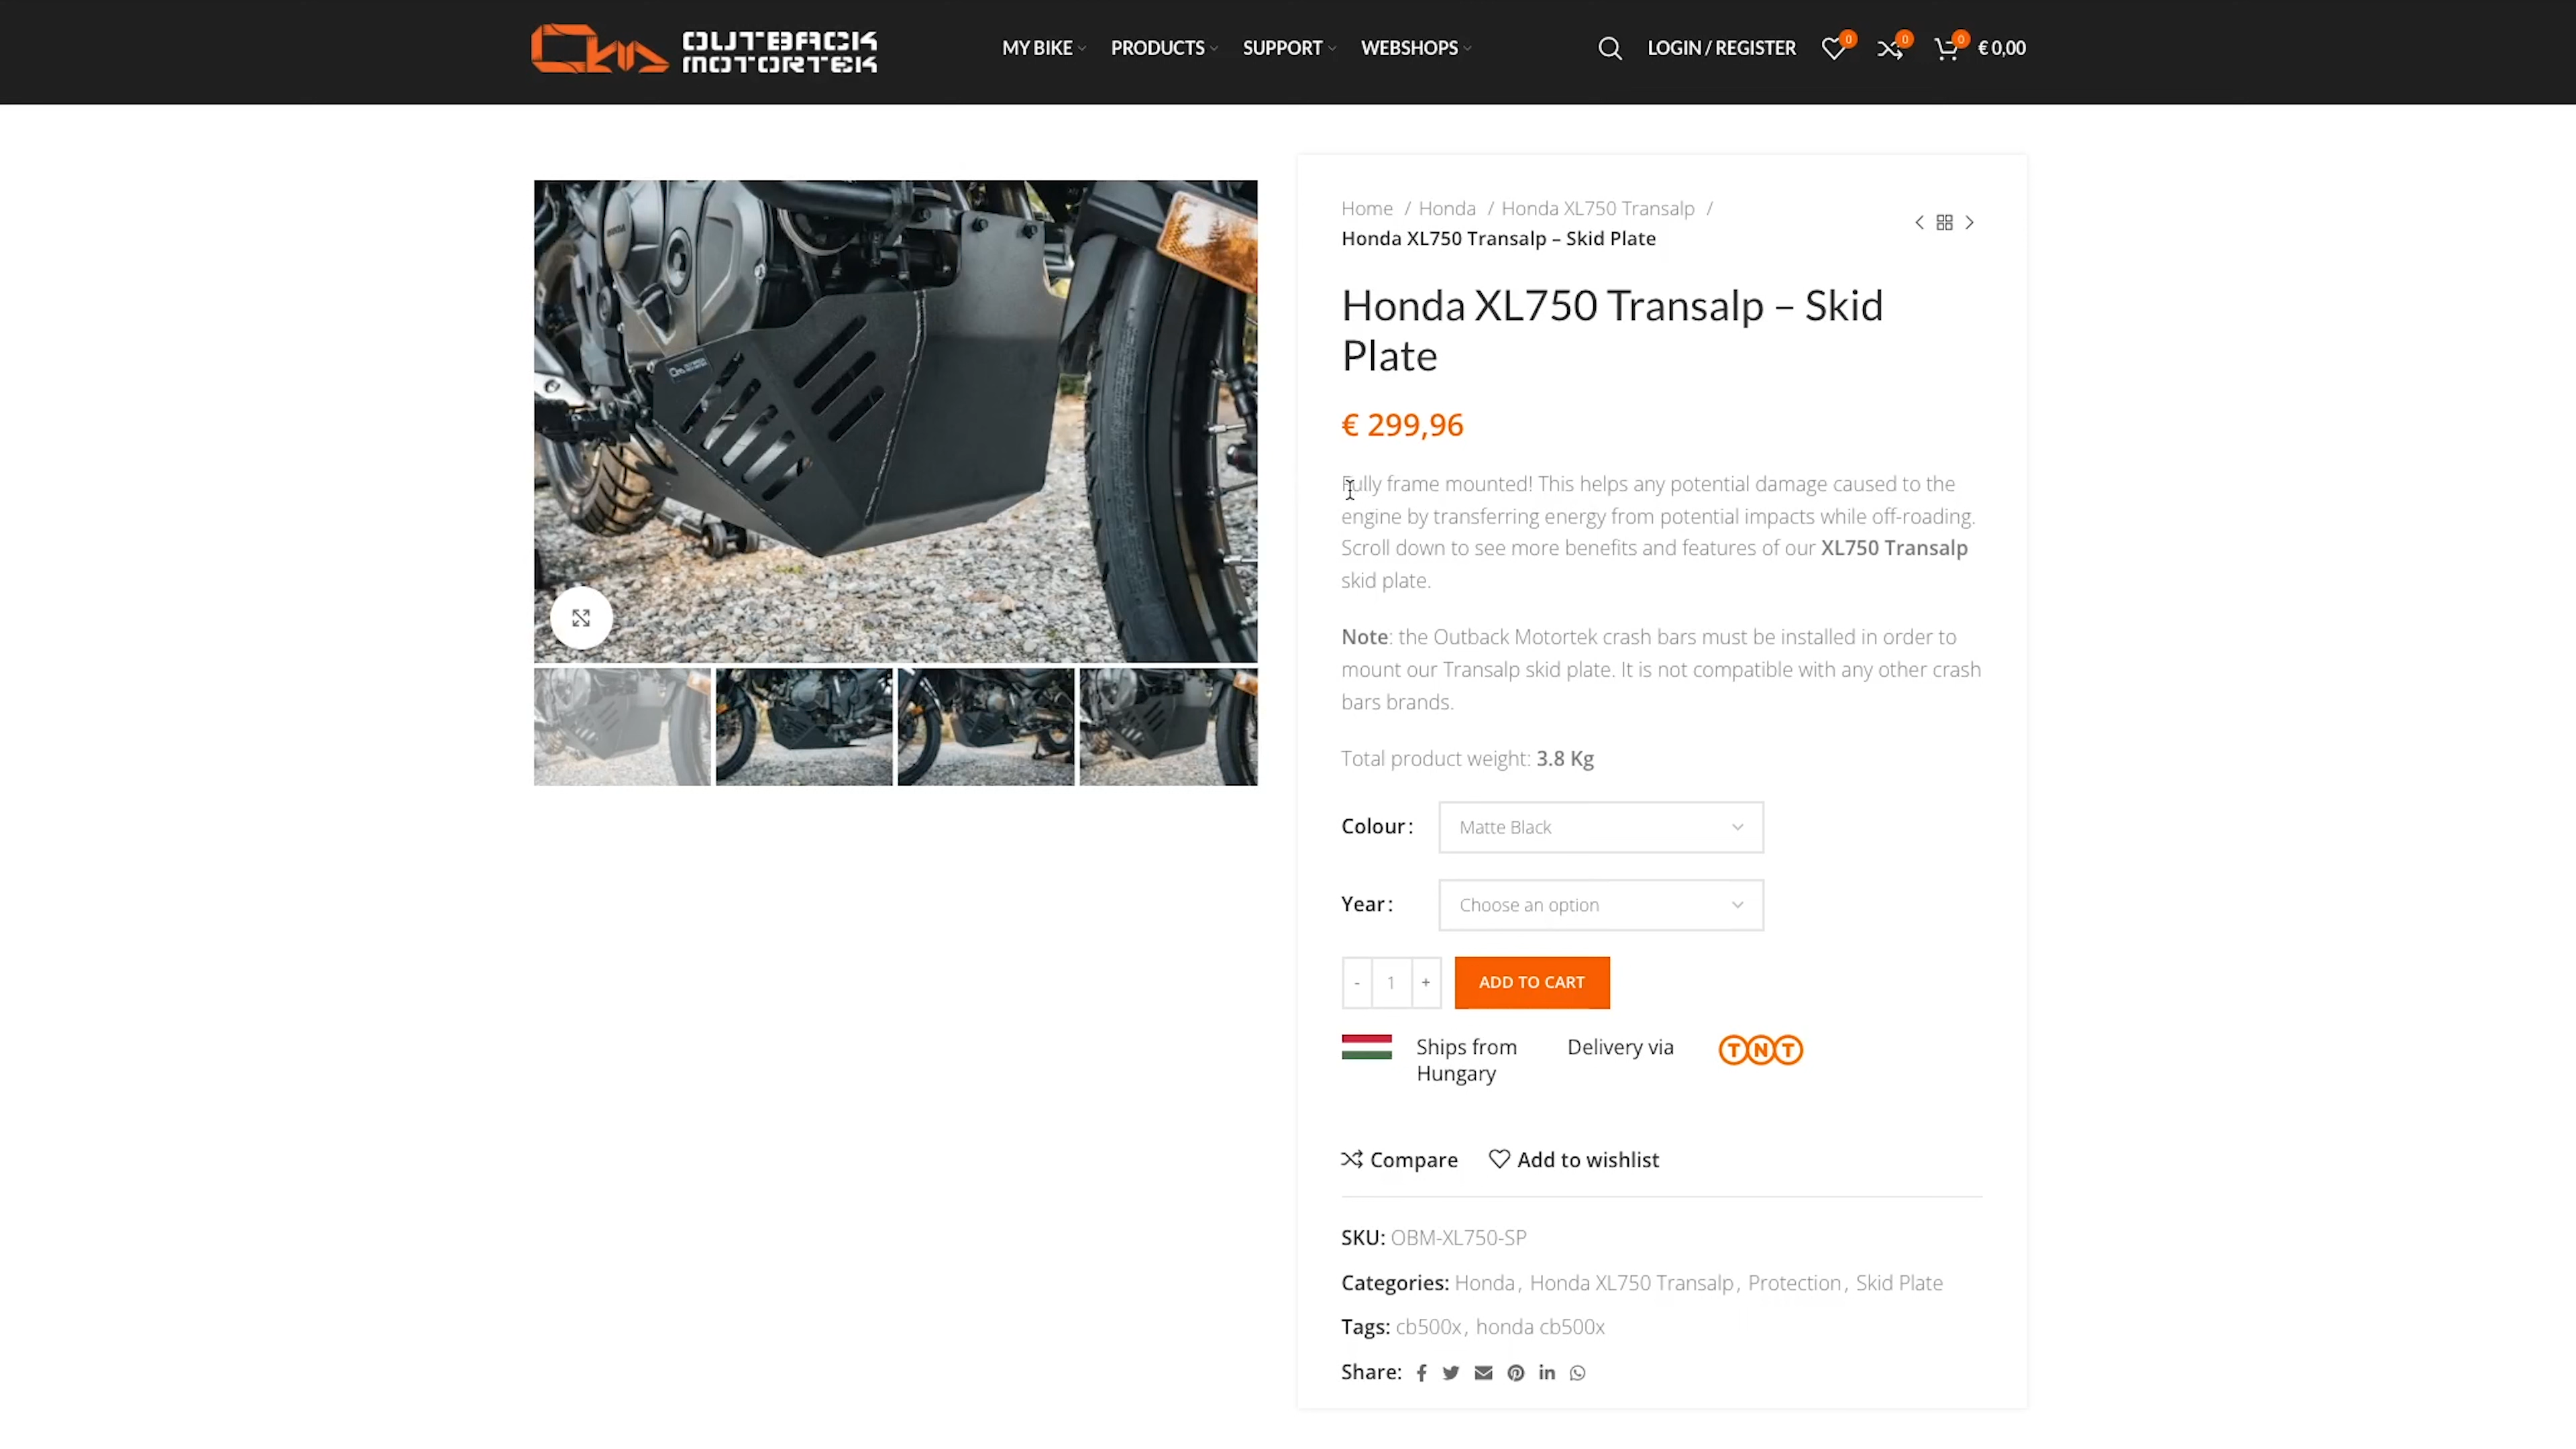 OUTBACK
MOTORTEK
MY BIKE
PRODUCTS
SUPPORT
WEBSHOPS
LOGIN / REGISTER
0
0
0
€ 0,00
Home / Honda / Honda XL750 Transalp /
Honda XL750 Transalp – Skid Plate
Honda XL750 Transalp – Skid
Plate
€ 299,96
Fully frame mounted! This helps any potential damage caused to the
engine by transferring energy from potential impacts while off-roading.
Scroll down to see more benefits and features of our XL750 Transalp
skid plate.
Note: the Outback Motortek crash bars must be installed in order to
mount our Transalp skid plate. It is not compatible with any other crash
bars brands.
Total product weight: 3.8 Kg
Colour: Matte Black
Year: Choose an option
- 1 + ADD TO CART
Ships from
Hungary
Delivery via
TNT
Compare
Add to wishlist
SKU: OBM-XL750-SP
Categories: Honda, Honda XL750 Transalp, Protection, Skid Plate
Tags: cb500x, honda cb500x
Share: